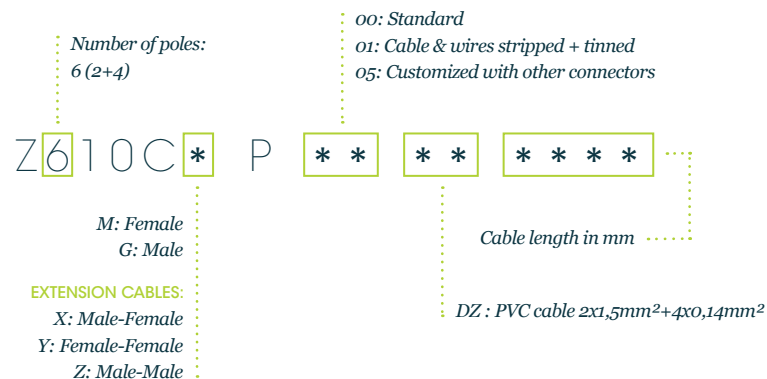 00: Standard
01: Cable & wires stripped + tinned
05: Customized with other connectors
Number of poles:
6 (2+4)
Z610C* P ** ** ****
M: Female
G: Male
EXTENSION CABLES:
X: Male-Female
Y: Female-Female
Z: Male-Male
Cable length in mm
DZ : PVC cable 2x1,5mm²+4x0,14mm²